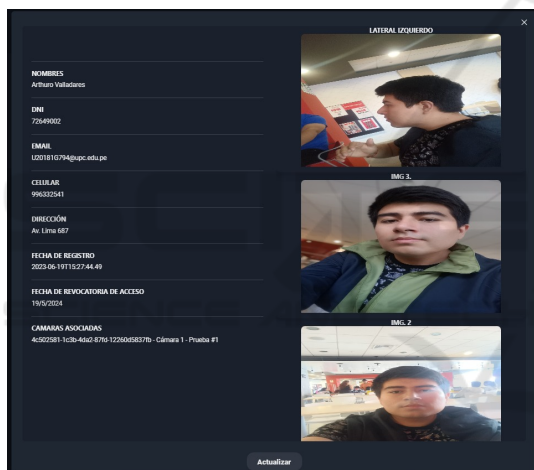 LATERAL IZQUIERDO
NOMBRES
Arthuro Valladares
DNI
72649002
EMAIL
U20181G794@upc.edu.pe
CELULAR
996332541
IMG 3.
DIRECCIÓN
Av. Lima 687
FECHA DE REGISTRO
2023-06-19T15:27:44.49
FECHA DE REVOCATORIA DE ACCESO
19/5/2024
IMG. 2
CAMARAS ASOCIADAS
4c502581-1c3b-4da2-87fd-12260d5837fb - Cámara 1 - Prueba #1
Actualizar